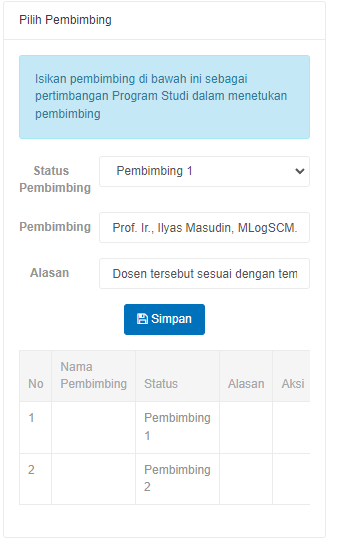 Pilih Pembimbing
Isikan pembimbing di bawah ini sebagai
pertimbangan Program Studi dalam menetukan
pembimbing
Status
Pembimbing
Pembimbing 1
Pembimbing
Prof. Ir., Ilyas Masudin, MLogSCM.
Alasan
Dosen tersebut sesuai dengan tem
Simpan
No
Nama
Pembimbing
Status
Alasan
Aksi
1
Pembimbing
1
2
Pembimbing
2